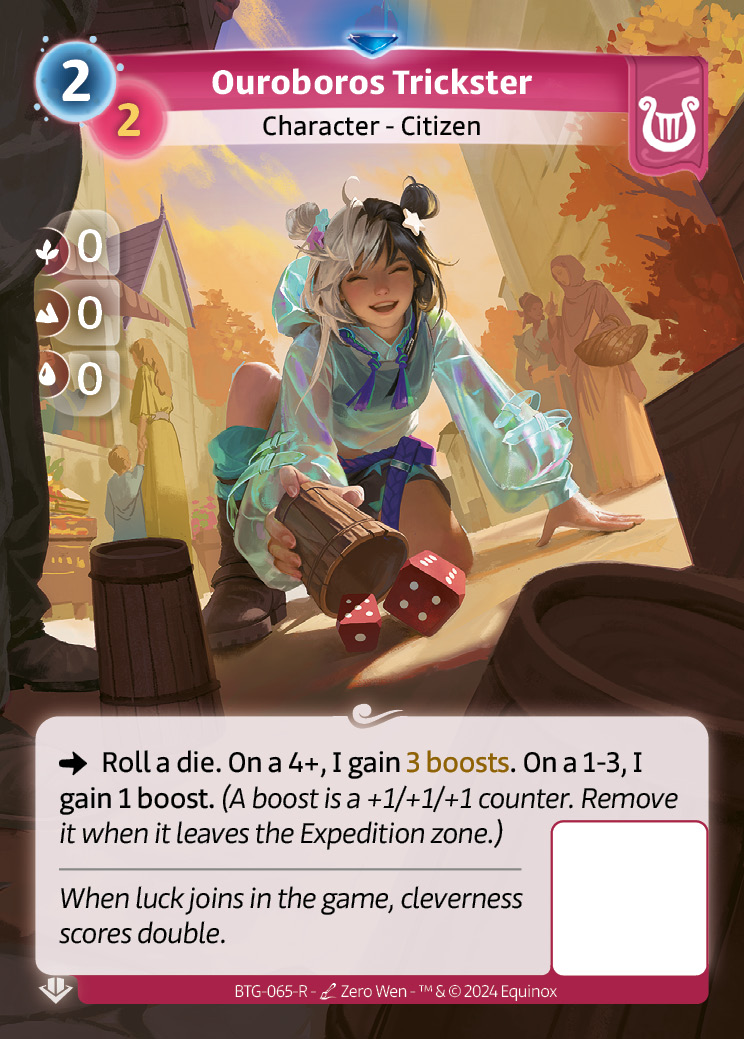 2
Ouroboros Trickster
2
Character - Citizen
0
0
0
Roll a die. On a 4+, I gain 3 boosts. On a 1-3, I
gain 1 boost. (A boost is a +1/+1/+1 counter. Remove
it when it leaves the Expedition zone.)
When luck joins in the game, cleverness
scores double.
BTG-065-R - Zero Wen - ™ & © 2024 Equinox